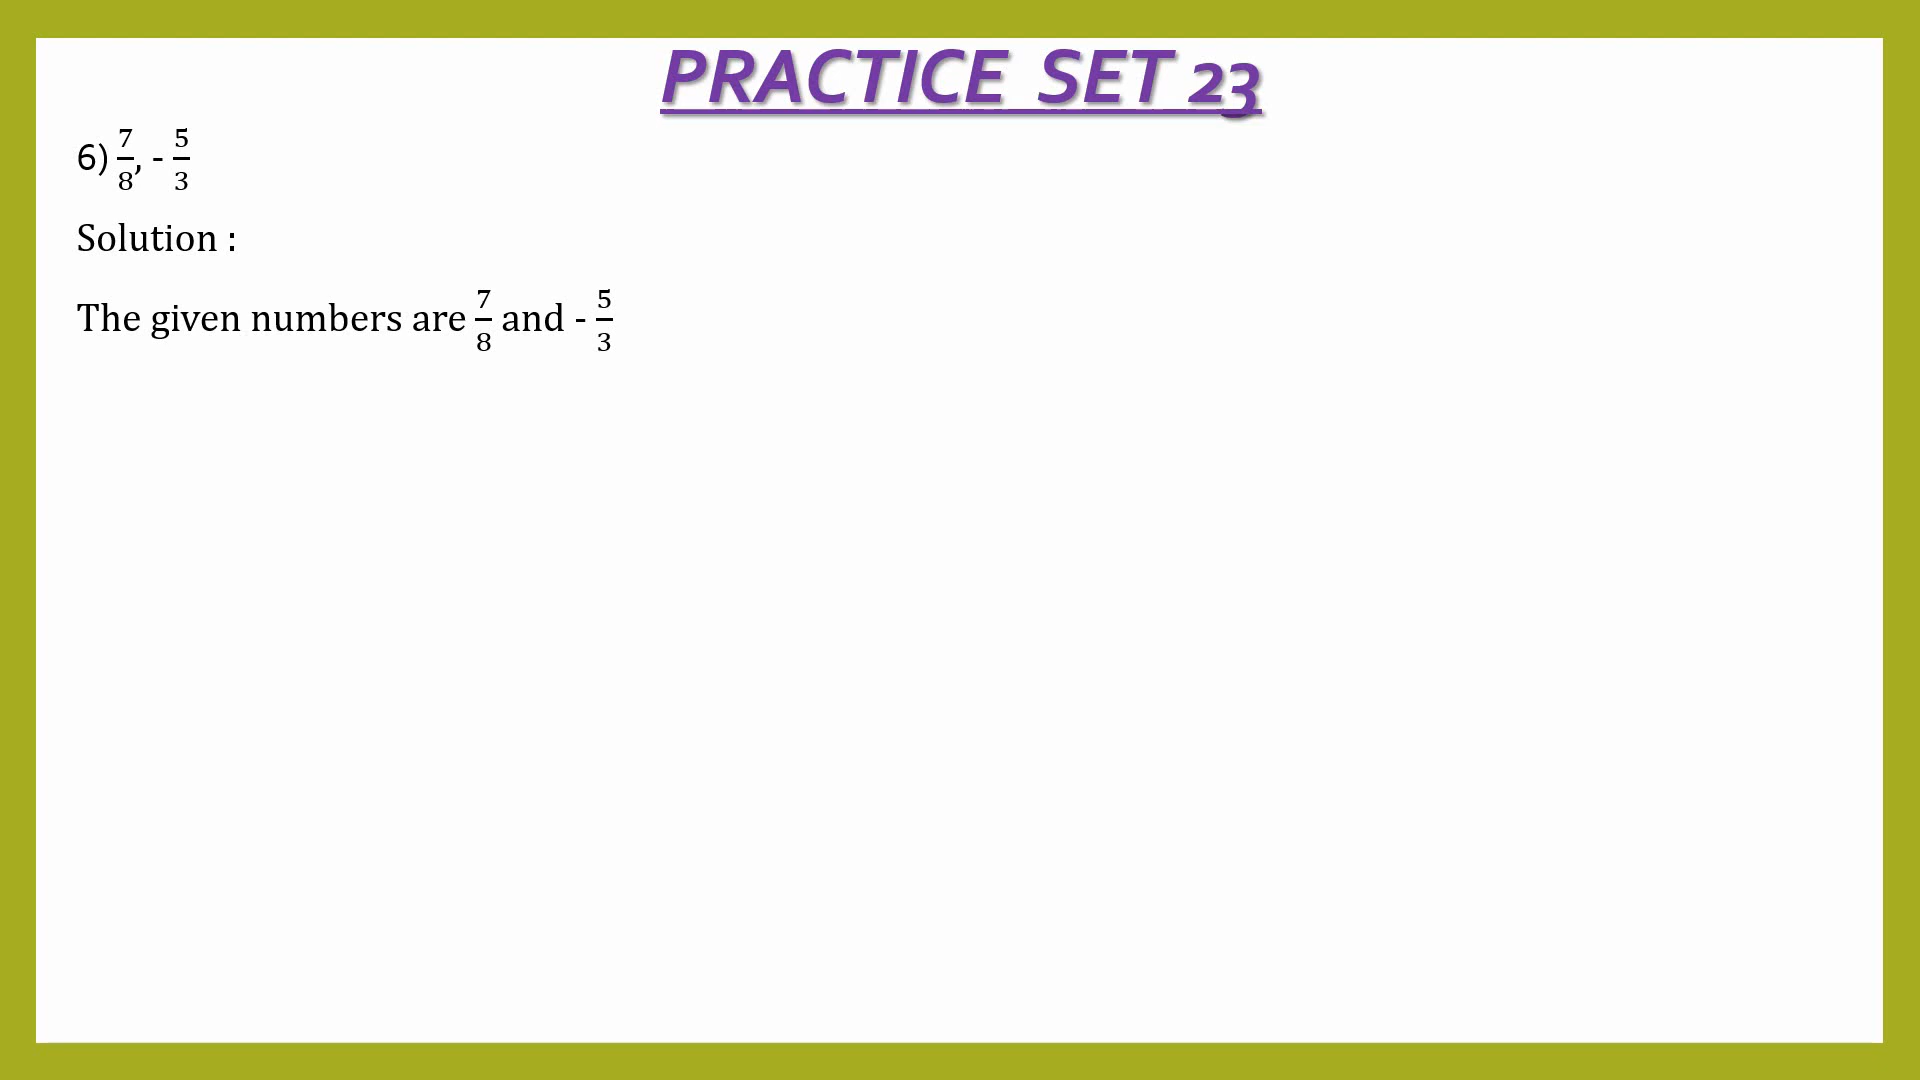 PRACTICE SET 23
6) 7/8, - 5/3
Solution :
The given numbers are 7/8 and - 5/3